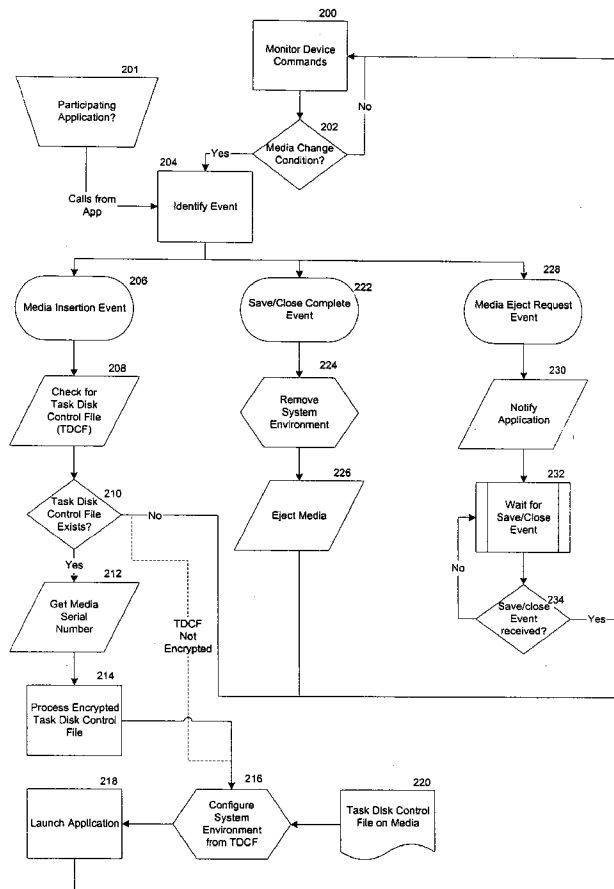 200
Monitor Device
Commands
201
Participating
Application?
No
202
Media Change
Condition?
Yes
204
Calls from
App
Identify Event
206
Media Insertion Event
222
Save/Close Complete
Event
228
Media Eject Request
Event
208
Check for
Task Disk
Control File
(TDCF)
224
Remove
System
Environment
230
Notify
Application
210
Task Disk
Control File
Exists?
No
226
Eject Media
232
Wait for
Save/Close
Event
Yes
212
Get Media
Serial
Number
TDCF
Not
Encrypted
No
234
Save/close
Event
received?
Yes
214
Process Encrypted
Task Disk Control
File
218
Launch Application
216
Configure
System
Environment
from TDCF
220
Task Disk Control
File on Media